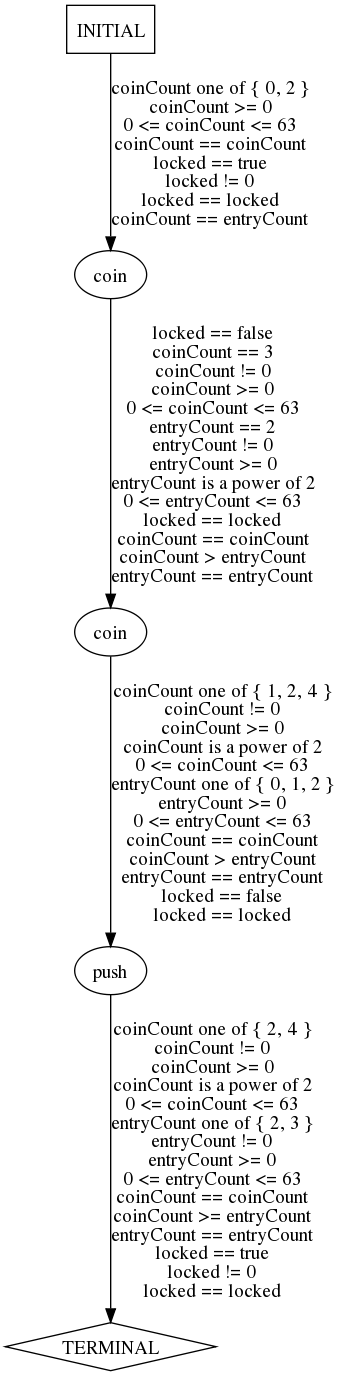 INITIAL
coinCount one of { 0, 2 }
coinCount >= 0
0 <= coinCount <= 63
coinCount == coinCount
locked == true
locked != 0
locked == locked
coinCount == entryCount
coin
locked == false
coinCount == 3
coinCount != 0
coinCount >= 0
0 <= coinCount <= 63
entryCount == 2
entryCount != 0
entryCount >= 0
entryCount is a power of 2
0 <= entryCount <= 63
locked == locked
coinCount == coinCount
coinCount > entryCount
entryCount == entryCount
coin
coinCount one of { 1, 2, 4 }
coinCount != 0
coinCount >= 0
coinCount is a power of 2
0 <= coinCount <= 63
entryCount one of { 0, 1, 2 }
entryCount >= 0
0 <= entryCount <= 63
coinCount == coinCount
coinCount > entryCount
entryCount == entryCount
locked == false
locked == locked
push
coinCount one of { 2, 4 }
coinCount != 0
coinCount >= 0
coinCount is a power of 2
0 <= coinCount <= 63
entryCount one of { 2, 3 }
entryCount != 0
entryCount >= 0
0 <= entryCount <= 63
coinCount == coinCount
coinCount >= entryCount
entryCount == entryCount
locked == true
locked != 0
locked == locked
TERMINAL